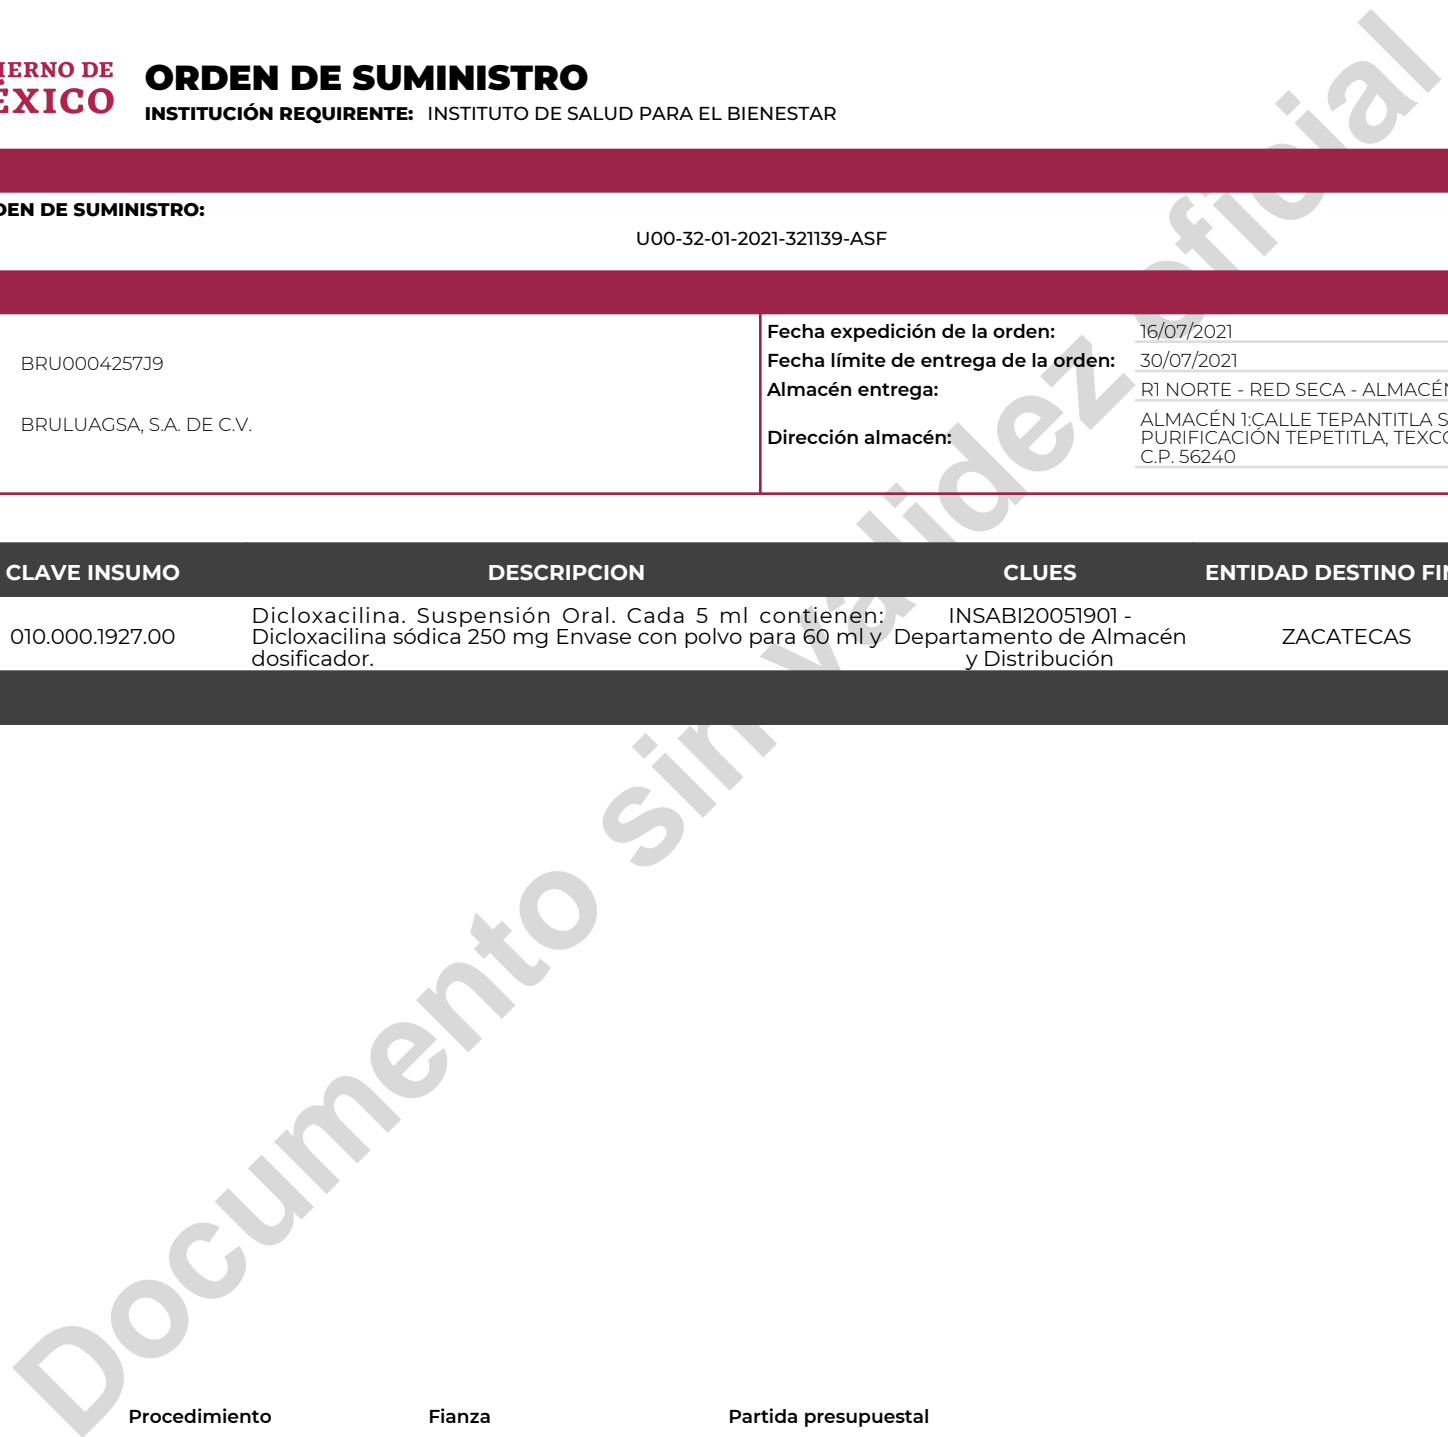 IERNO DE
ÉXICO
ORDEN DE SUMINISTRO
INSTITUCIÓN REQUIRENTE: INSTITUTO DE SALUD PARA EL BIENESTAR
DEN DE SUMINISTRO:
U00-32-01-2021-321139-ASF
BRU0004257J9
BRULUAGSA, S.A. DE C.V.
Fecha expedición de la orden: 16/07/2021
Fecha límite de entrega de la orden: 30/07/2021
Almacén entrega: R1 NORTE - RED SECA - ALMACÉN
Dirección almacén:
ALMACÉN 1:CALLE TEPANTITLA S
PURIFICACIÓN TEPETITLA, TEXCO
C.P. 56240
CLAVE INSUMO DESCRIPCION CLUES ENTIDAD DESTINO FIN
010.000.1927.00
Dicloxacilina. Suspensión Oral. Cada 5 ml contienen:
Dicloxacilina sódica 250 mg Envase con polvo para 60 ml y
dosificador.
INSABI20051901 -
Departamento de Almacén
y Distribución
ZACATECAS
Documento sin validez oficial
Procedimiento Fianza Partida presupuestal